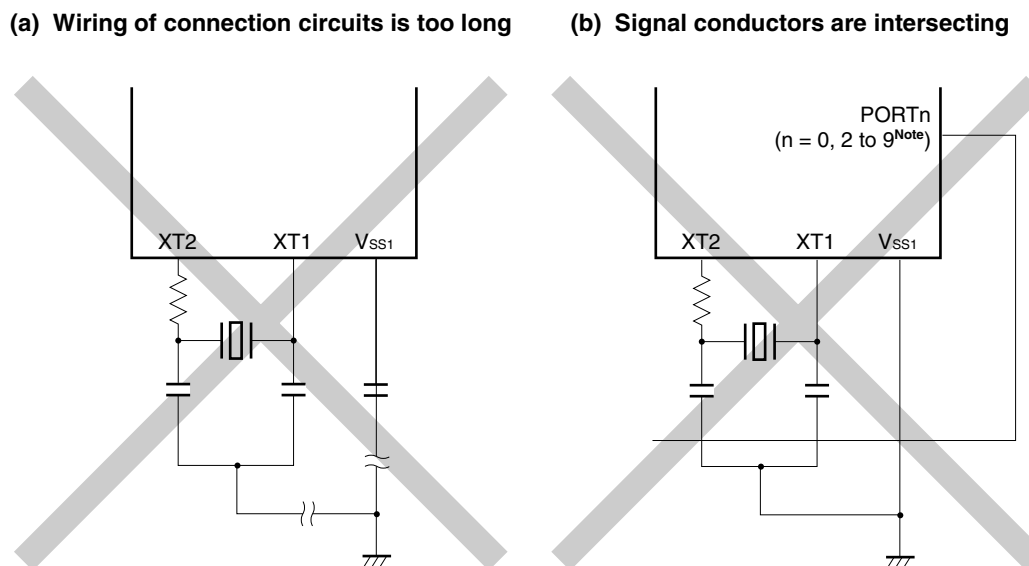 (a) Wiring of connection circuits is too long
XT2 XT1 VSS1
(b) Signal conductors are intersecting
PORTn
(n = 0, 2 to 9Note)
XT2 XT1 VSS1